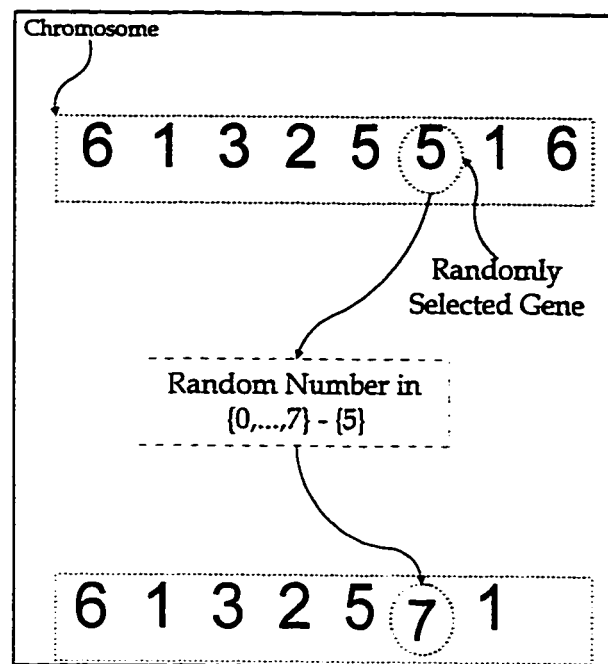 Chromosome
6 1 3 2 5 5 1 6
Randomly
Selected Gene
Random Number in
{0,...,7} - {5}
6 1 3 2 5 7 1